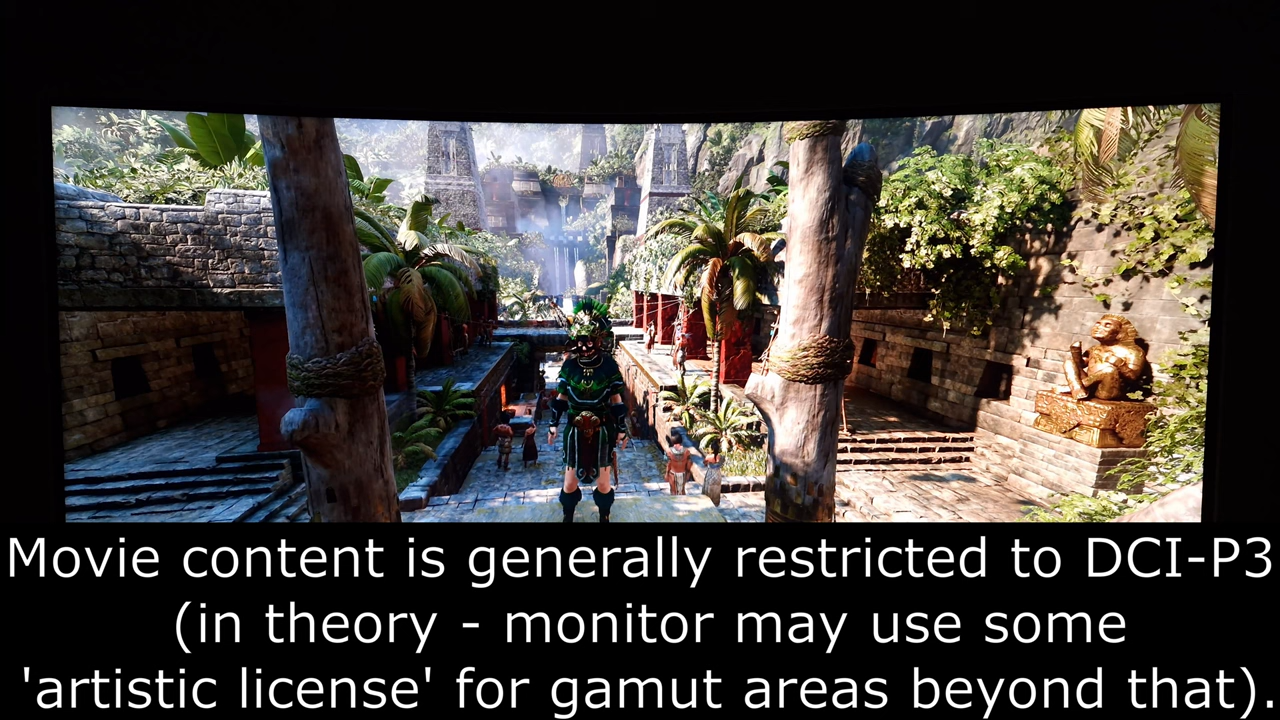 Movie content is generally restricted to DCI-P3
(in theory - monitor may use some
'artistic license' for gamut areas beyond that).